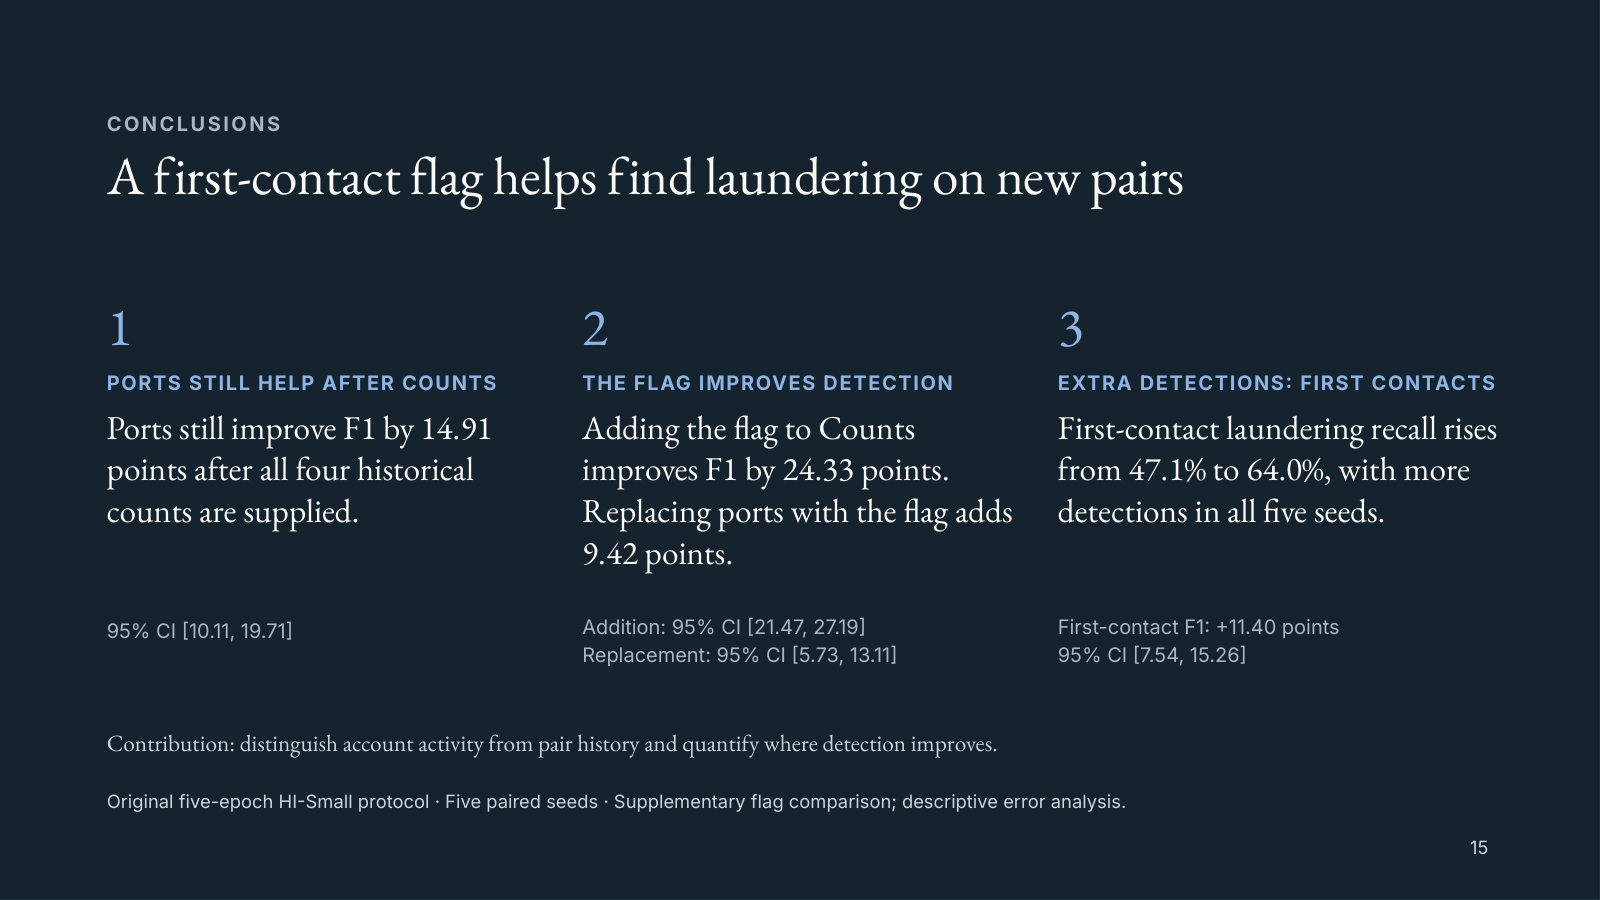 CONCLUSIONS
A first-contact flag helps find laundering on new pairs
1
PORTS STILL HELP AFTER COUNTS
Ports still improve F1 by 14.91
points after all four historical
counts are supplied.
95% CI [10.11, 19.71]
2
THE FLAG IMPROVES DETECTION
Adding the flag to Counts
improves F1 by 24.33 points.
Replacing ports with the flag adds
9.42 points.
Addition: 95% CI [21.47, 27.19]
Replacement: 95% CI [5.73, 13.11]
3
EXTRA DETECTIONS: FIRST CONTACTS
First-contact laundering recall rises
from 47.1% to 64.0%, with more
detections in all five seeds.
First-contact F1: +11.40 points
95% CI [7.54, 15.26]
Contribution: distinguish account activity from pair history and quantify where detection improves.
Original five-epoch HI-Small protocol · Five paired seeds · Supplementary flag comparison; descriptive error analysis.
15